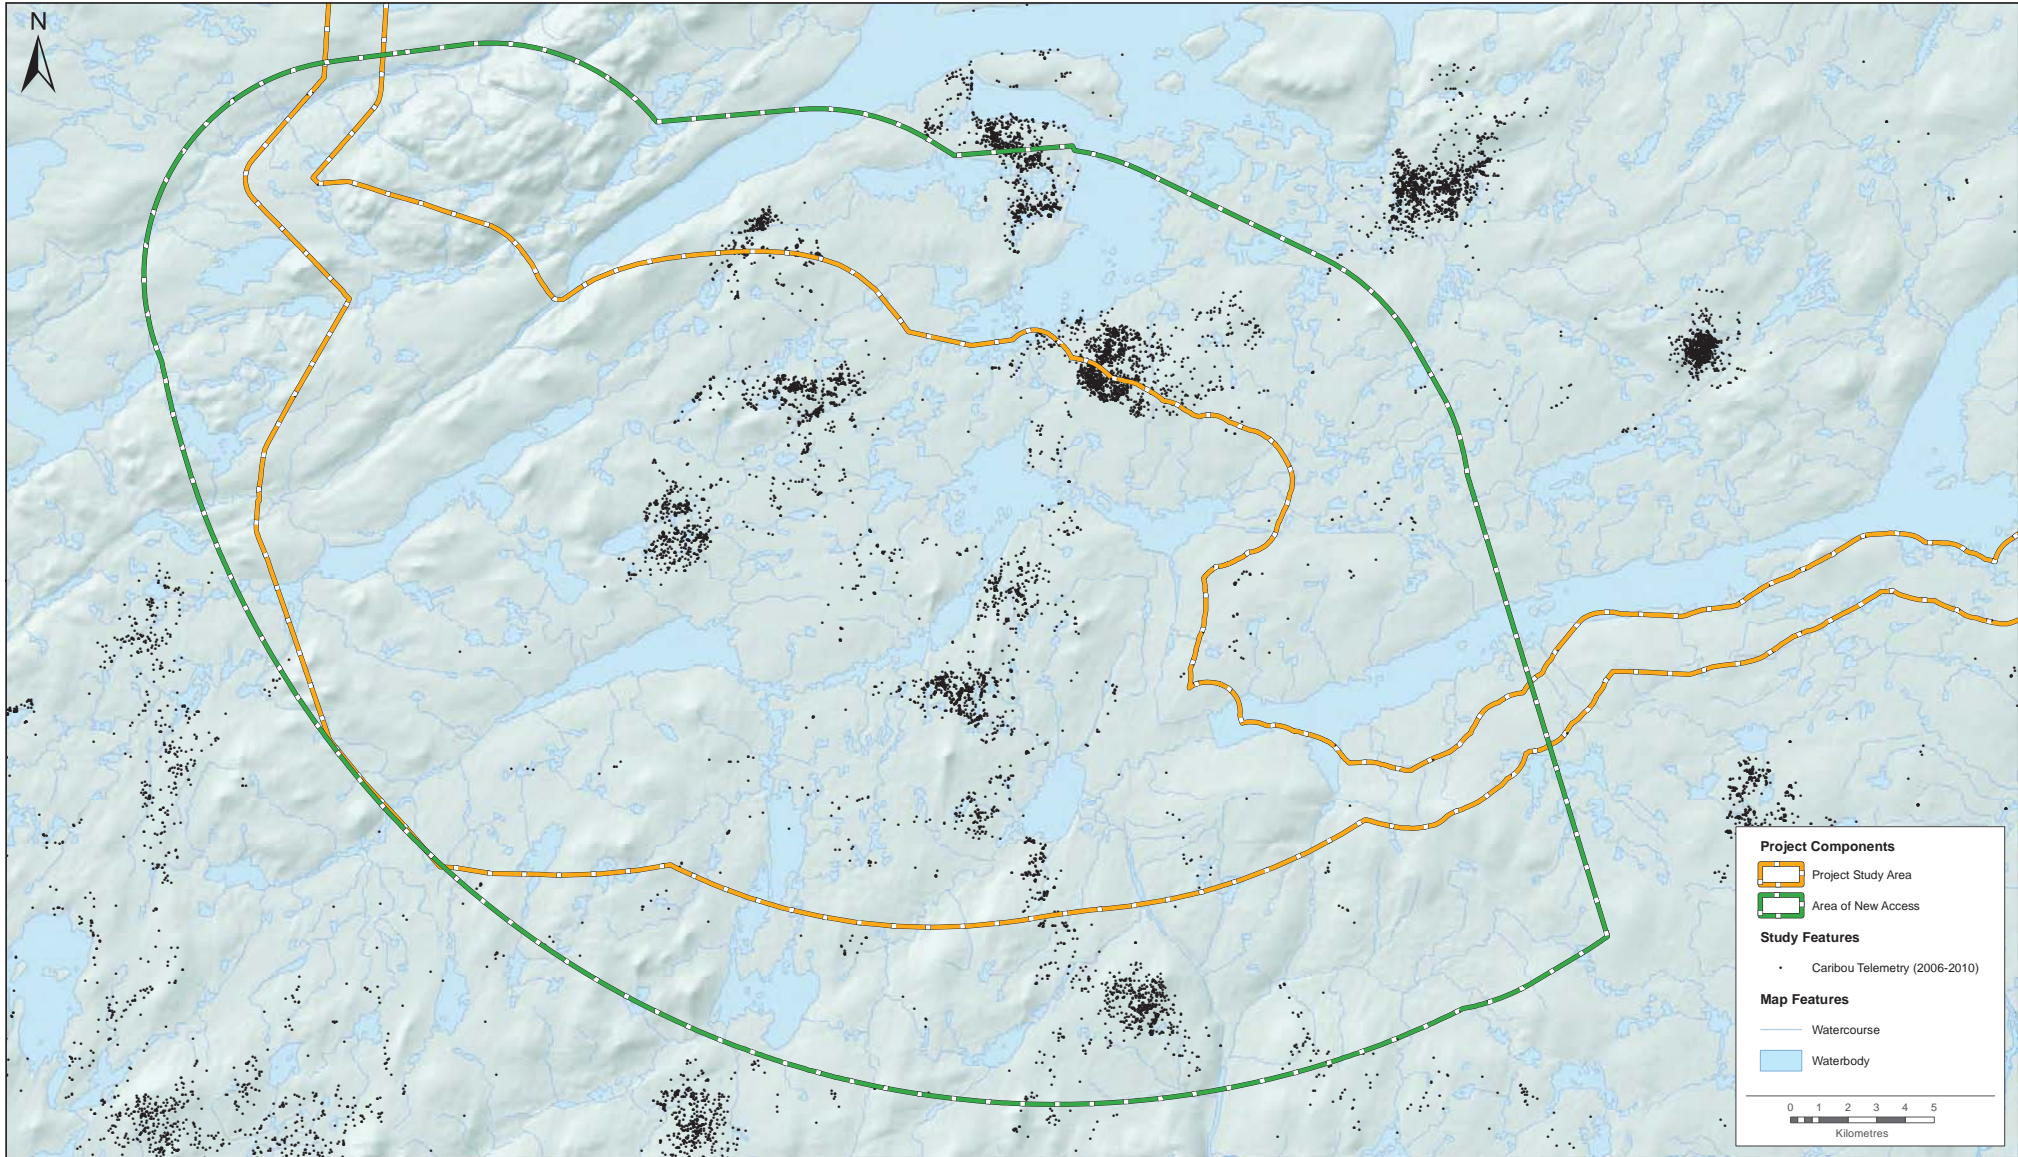 N
Project Components
Project Study Area
Area of New Access
Study Features
Caribou Telemetry (2006-2010)
Map Features
Watercourse
Waterbody
0 1 2 3 4 5
Kilometres